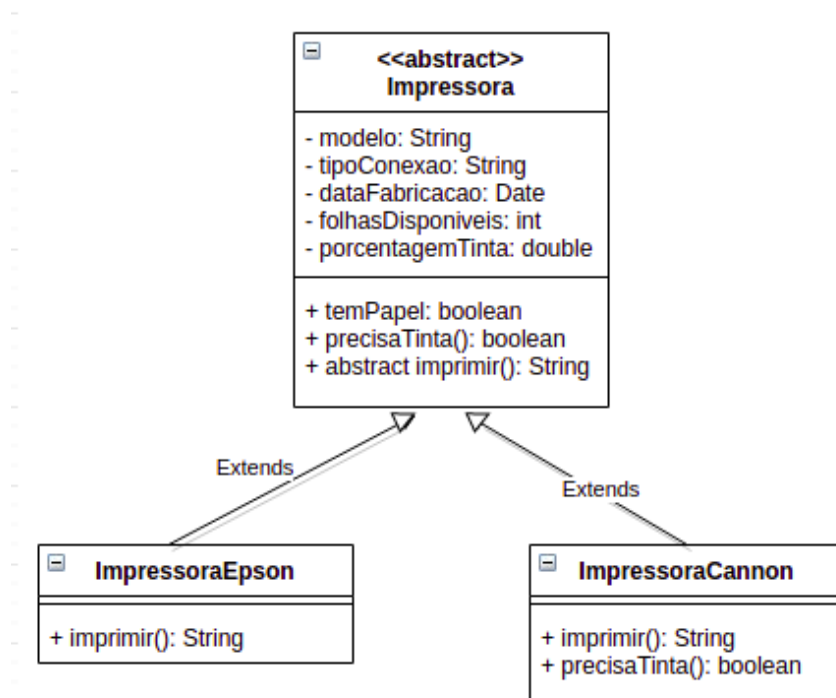 <<abstract>>
Impressora
- modelo: String
- tipoConexao: String
- dataFabricacao: Date
- folhasDisponiveis: int
- porcentagemTinta: double
+ temPapel: boolean
+ precisaTinta(): boolean
+ abstract imprimir(): String
Extends
Extends
ImpressoraEpson
+ imprimir(): String
ImpressoraCannon
+ imprimir(): String
+ precisaTinta(): boolean